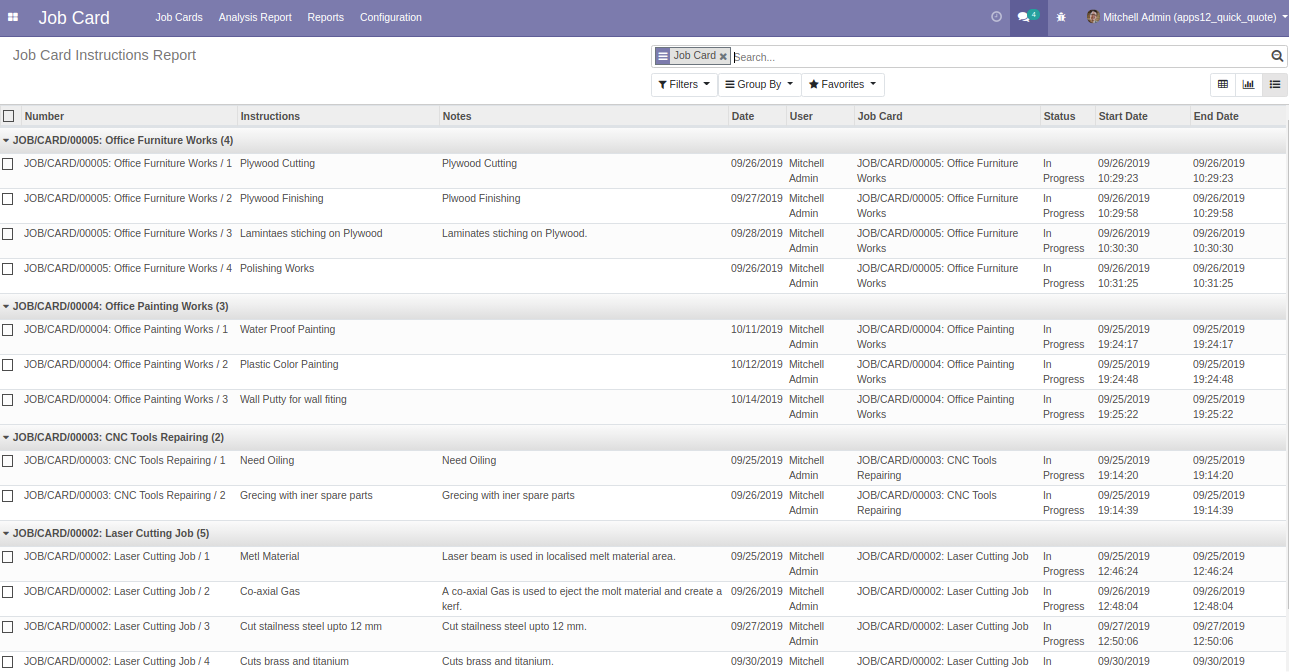 Job Card Job Cards Analysis Report Reports Configuration 4 Mitchell Admin (apps12_quick_quote)
Job Card Instructions Report
Job Card Search...
Filters Group By Favorites
Number Instructions Notes Date User Job Card Status Start Date End Date
JOB/CARD/00005: Office Furniture Works (4)
JOB/CARD/00005: Office Furniture Works / 1 Plywood Cutting Plywood Cutting 09/26/2019 Mitchell JOB/CARD/00005: Office Furniture In 09/26/2019 09/26/2019
Admin Works Progress 10:29:23 10:29:23
JOB/CARD/00005: Office Furniture Works / 2 Plywood Finishing Plwood Finishing 09/27/2019 Mitchell JOB/CARD/00005: Office Furniture In 09/26/2019 09/26/2019
Admin Works Progress 10:29:58 10:29:58
JOB/CARD/00005: Office Furniture Works / 3 Lamintaes stiching on Plywood Laminates stiching on Plywood. 09/28/2019 Mitchell JOB/CARD/00005: Office Furniture In 09/26/2019 09/26/2019
Admin Works Progress 10:30:30 10:30:30
JOB/CARD/00005: Office Furniture Works / 4 Polishing Works 09/26/2019 Mitchell JOB/CARD/00005: Office Furniture In 09/26/2019 09/26/2019
Admin Works Progress 10:31:25 10:31:25
JOB/CARD/00004: Office Painting Works (3)
JOB/CARD/00004: Office Painting Works / 1 Water Proof Painting 10/11/2019 Mitchell JOB/CARD/00004: Office Painting In 09/25/2019 09/25/2019
Admin Works Progress 19:24:17 19:24:17
JOB/CARD/00004: Office Painting Works / 2 Plastic Color Painting 10/12/2019 Mitchell JOB/CARD/00004: Office Painting In 09/25/2019 09/25/2019
Admin Works Progress 19:24:48 19:24:48
JOB/CARD/00004: Office Painting Works / 3 Wall Putty for wall fiting 10/14/2019 Mitchell JOB/CARD/00004: Office Painting In 09/25/2019 09/25/2019
Admin Works Progress 19:25:22 19:25:22
JOB/CARD/00003: CNC Tools Repairing (2)
JOB/CARD/00003: CNC Tools Repairing / 1 Need Oiling Need Oiling 09/25/2019 Mitchell JOB/CARD/00003: CNC Tools In 09/25/2019 09/25/2019
Admin Repairing Progress 19:14:20 19:14:20
JOB/CARD/00003: CNC Tools Repairing / 2 Grecing with iner spare parts Grecing with iner spare parts 09/26/2019 Mitchell JOB/CARD/00003: CNC Tools In 09/25/2019 09/25/2019
Admin Repairing Progress 19:14:39 19:14:39
JOB/CARD/00002: Laser Cutting Job (5)
JOB/CARD/00002: Laser Cutting Job / 1 Metl Material Laser beam is used in localised melt material area. 09/25/2019 Mitchell JOB/CARD/00002: Laser Cutting Job In 09/25/2019 09/25/2019
Admin Progress 12:46:24 12:46:24
JOB/CARD/00002: Laser Cutting Job / 2 Co-axial Gas A co-axial Gas is used to eject the molt material and create a 09/26/2019 Mitchell JOB/CARD/00002: Laser Cutting Job In 09/26/2019 09/26/2019
kerf. Admin Progress 12:48:04 12:48:04
JOB/CARD/00002: Laser Cutting Job / 3 Cut stailness steel upto 12 mm Cut stailness steel upto 12 mm. 09/27/2019 Mitchell JOB/CARD/00002: Laser Cutting Job In 09/27/2019 09/27/2019
Admin Progress 12:50:06 12:50:06
JOB/CARD/00002: Laser Cutting Job / 4 Cuts brass and titanium Cuts brass and titanium. 09/30/2019 Mitchell JOB/CARD/00002: Laser Cutting Job In 09/30/2019 09/30/2019